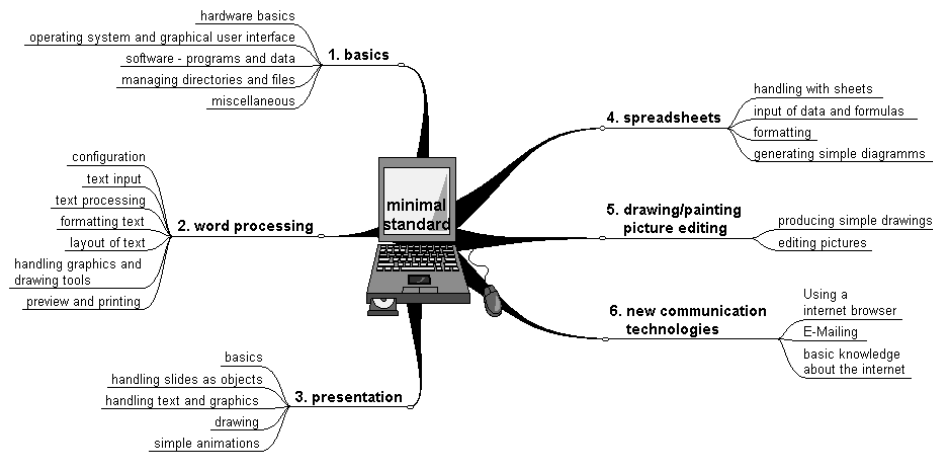 minimal
standard
1. basics
hardware basics
operating system and graphical user interface
software - programs and data
managing directories and files
miscellaneous
2. word processing
configuration
text input
text processing
formatting text
layout of text
handling graphics and
drawing tools
preview and printing
3. presentation
basics
handling slides as objects
handling text and graphics
drawing
simple animations
4. spreadsheets
handling with sheets
input of data and formulas
formatting
generating simple diagramms
5. drawing/painting
picture editing
producing simple drawings
editing pictures
6. new communication
technologies
Using a
internet browser
E-Mailing
basic knowledge
about the internet